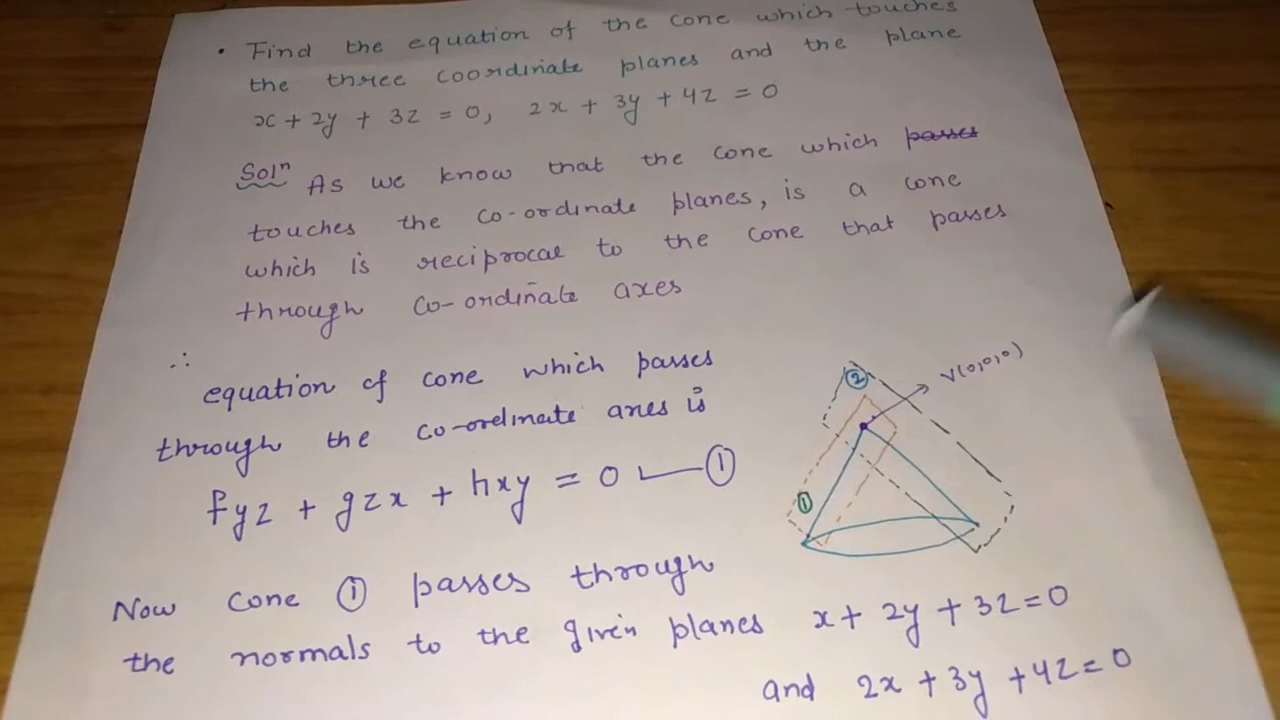 • Find the equation of the cone which touches
the three coordinate planes and the plane
x + 2y + 3z = 0, 2x + 3y + 4z = 0
Solⁿ As we know that the cone which passes
touches the co-ordinate planes, is a cone
which is reciprocal to the cone that passes
through co-ordinate axes
∴
equation of cone which passes
through the co-ordinate axes is
fyz + gzx + hxy = 0 — ①
② V(0,0,0)
①
Now cone ① passes through
the normals to the given planes x + 2y + 3z = 0
and 2x + 3y + 4z = 0